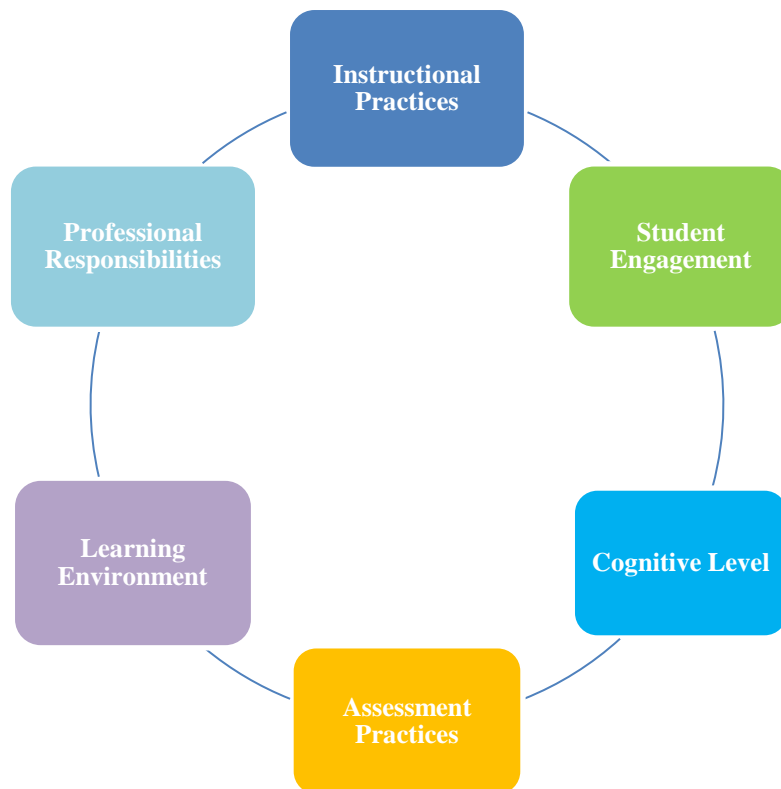 Instructional
Practices
Student
Engagement
Cognitive Level
Assessment
Practices
Learning
Environment
Professional
Responsibilities